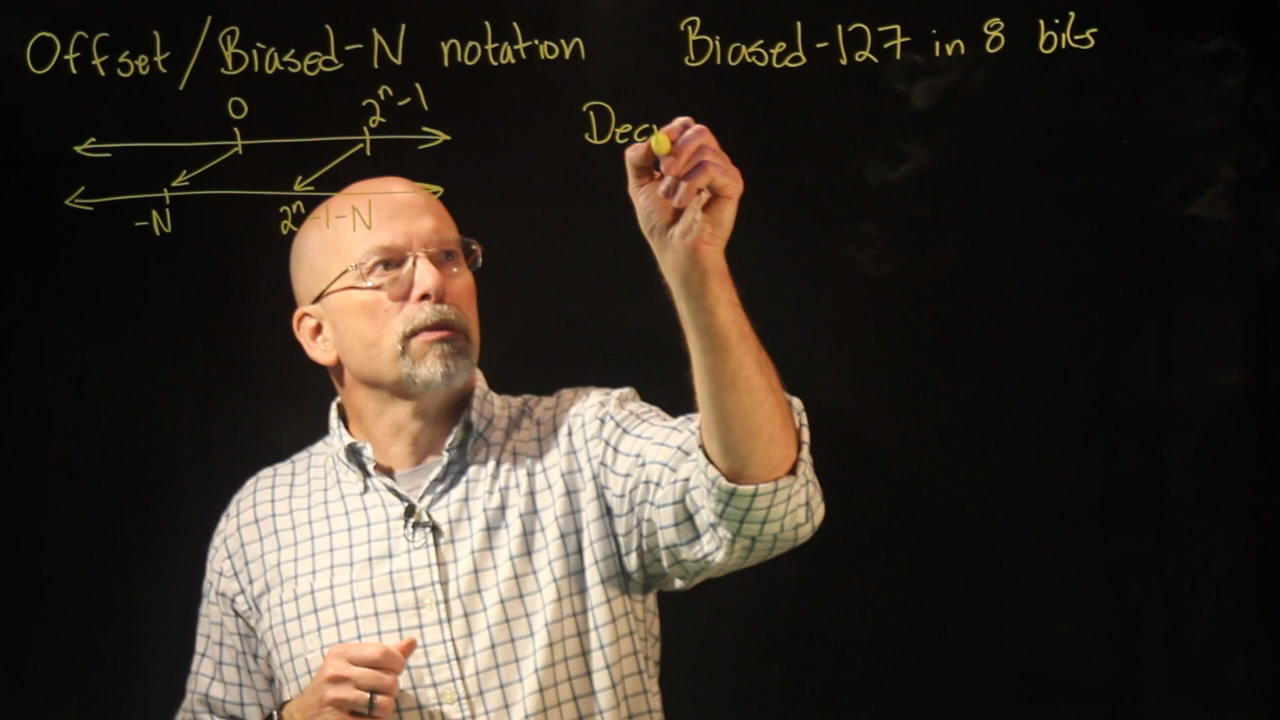 Offset/Biased-N notation
Biased-127 in 8 bits
0
2ⁿ-1
Dec
-N
2ⁿ-1-N